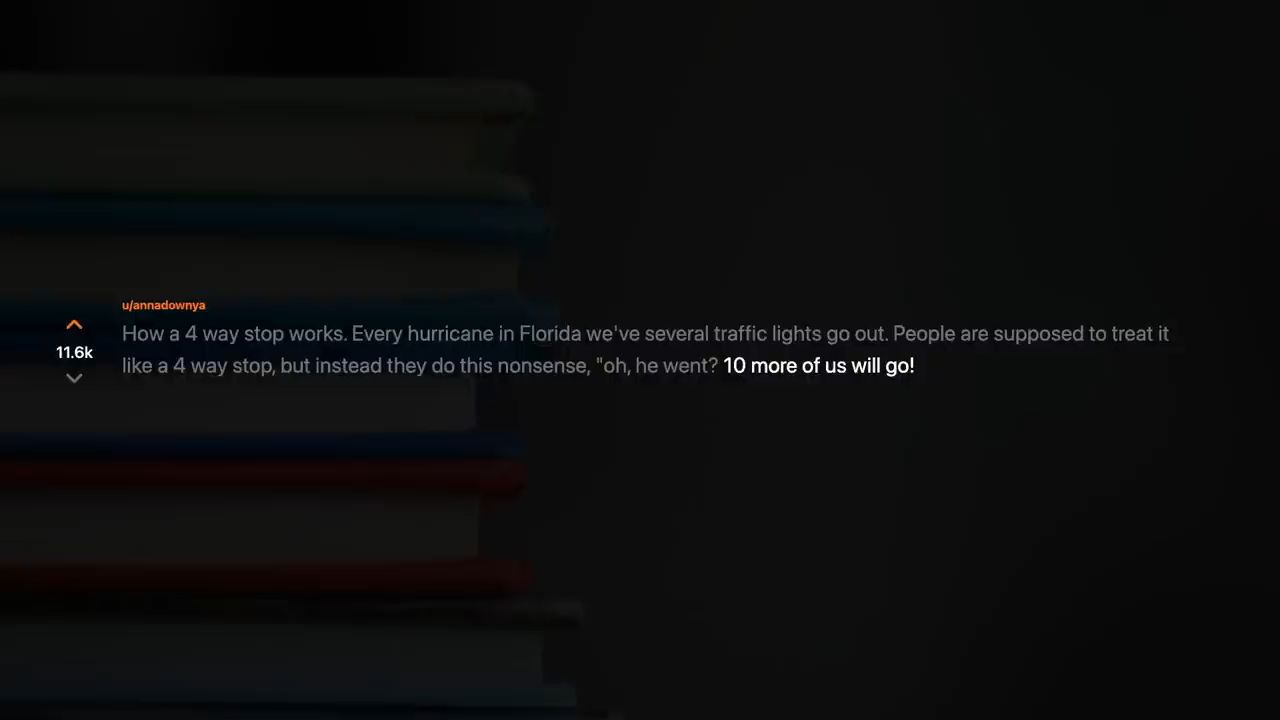 u/annadownya
How a 4 way stop works. Every hurricane in Florida we've several traffic lights go out. People are supposed to treat it
11.6k
like a 4 way stop, but instead they do this nonsense, "oh, he went? 10 more of us will go!